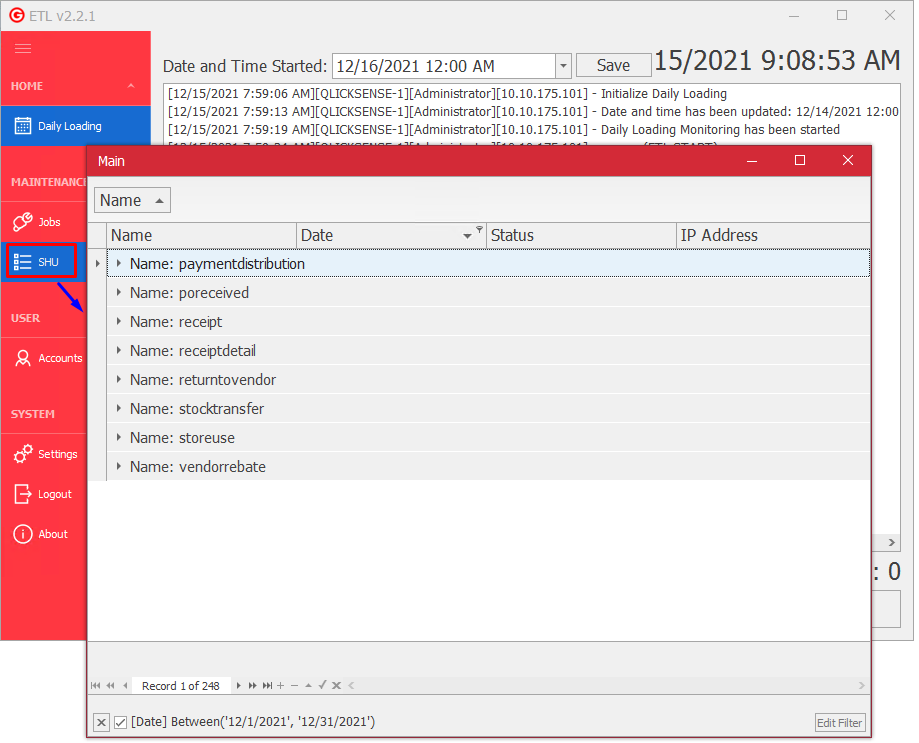 ETL v2.2.1
HOME
Daily Loading
MAINTENANC
Jobs
SHU
USER
Accounts
SYSTEM
Settings
Logout
About
Date and Time Started: 12/16/2021 12:00 AM Save 15/2021 9:08:53 AM
[12/15/2021 7:59:06 AM][QLICKSENSE-1][Administrator][10.10.175.101] - Initialize Daily Loading
[12/15/2021 7:59:13 AM][QLICKSENSE-1][Administrator][10.10.175.101] - Date and time has been updated: 12/14/2021 12:00
[12/15/2021 7:59:19 AM][QLICKSENSE-1][Administrator][10.10.175.101] - Daily Loading Monitoring has been started
: 0
Main
Name
Name Date Status IP Address
Name: paymentdistribution
Name: poreceived
Name: receipt
Name: receiptdetail
Name: returntovendor
Name: stocktransfer
Name: storeuse
Name: vendorrebate
Record 1 of 248
[Date] Between('12/1/2021', '12/31/2021') Edit Filter